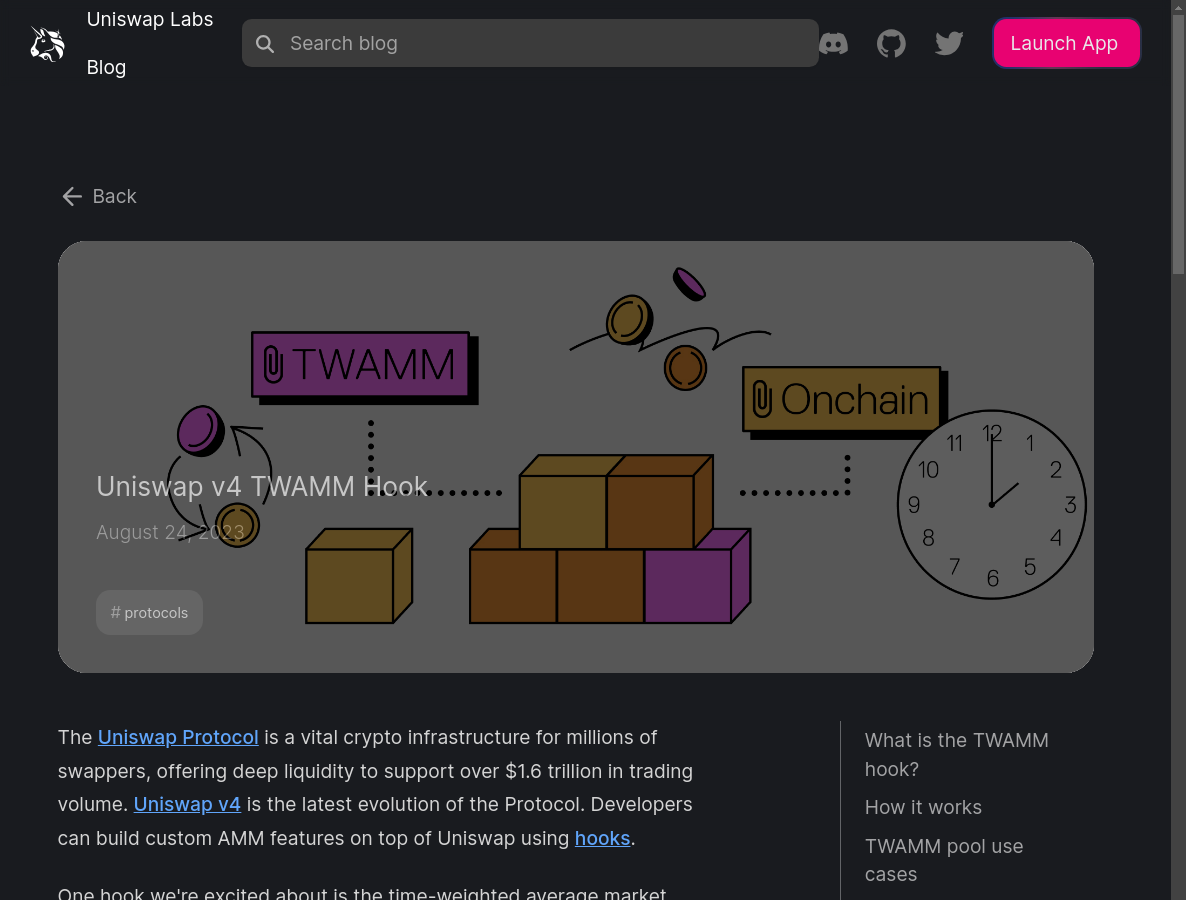 Uniswap Labs
Blog
Search blog
Launch App
Back
TWAMM
Onchain
12
11
1
10
2
9
3
8
4
7
5
6
Uniswap v4 TWAMM Hook
August 24, 2023
# protocols
The Uniswap Protocol is a vital crypto infrastructure for millions of
swappers, offering deep liquidity to support over $1.6 trillion in trading
volume. Uniswap v4 is the latest evolution of the Protocol. Developers
can build custom AMM features on top of Uniswap using hooks.
One hook we're excited about is the time-weighted average market
What is the TWAMM
hook?
How it works
TWAMM pool use
cases